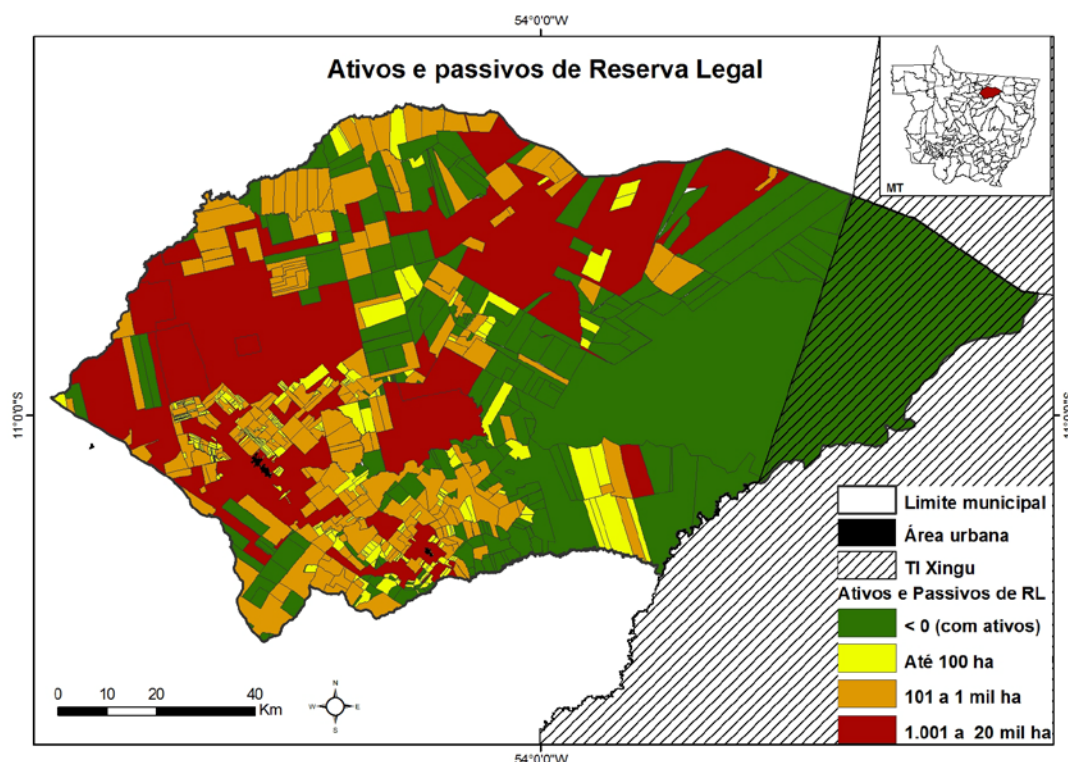 54°0'0"W
Ativos e passivos de Reserva Legal
MT
11°0'0"S
11°0'0"S
Limite municipal
Área urbana
TI Xingu
Ativos e Passivos de RL
< 0 (com ativos)
Até 100 ha
101 a 1 mil ha
1.001 a 20 mil ha
0 10 20 40
Km
N
W E
S
54°0'0"W